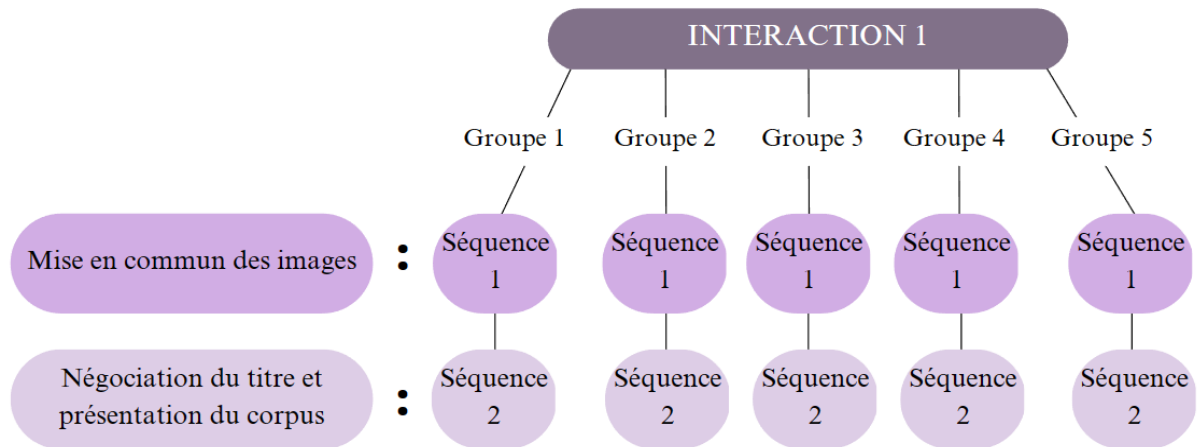 INTERACTION 1
Groupe 1 Groupe 2 Groupe 3 Groupe 4 Groupe 5
Mise en commun des images :
Séquence 1
Séquence 1
Séquence 1
Séquence 1
Séquence 1
Négociation du titre et
présentation du corpus :
Séquence 2
Séquence 2
Séquence 2
Séquence 2
Séquence 2